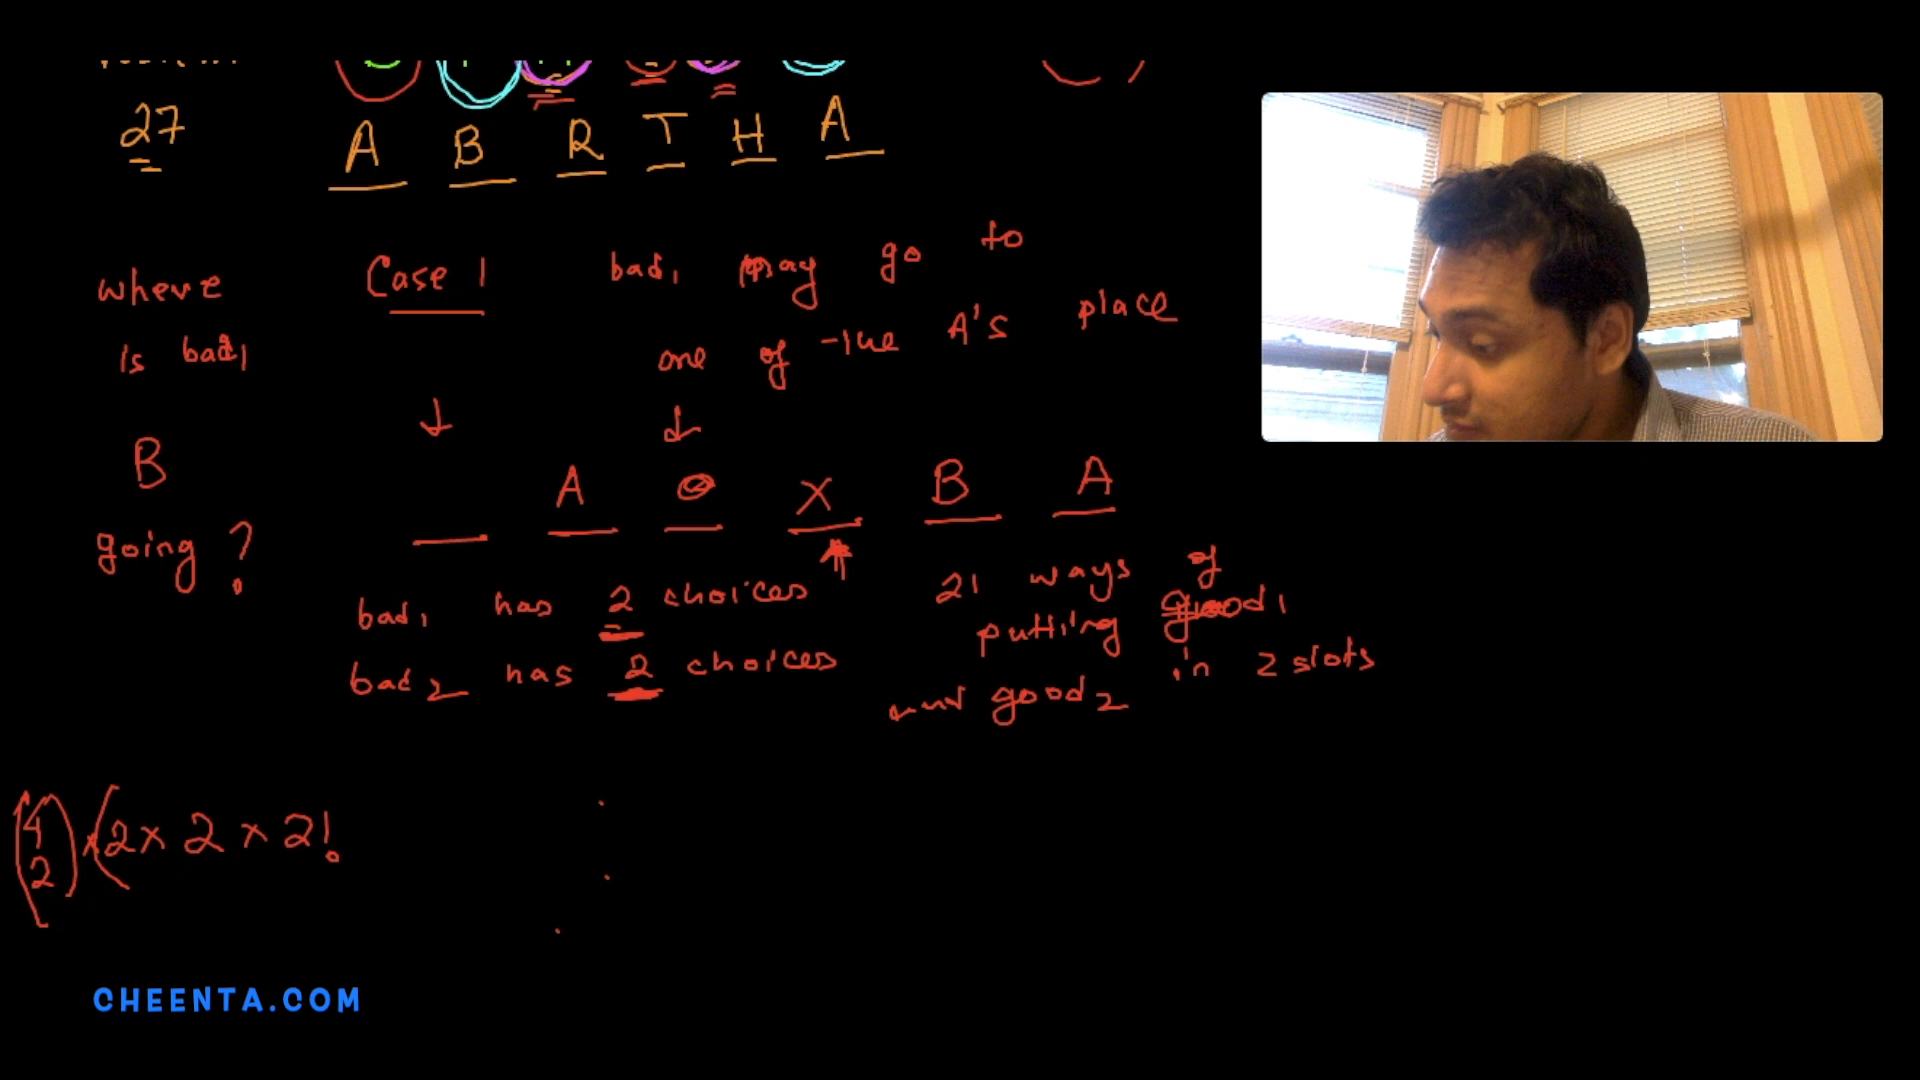 27 A B R T H A
where is bad₁ B going?
Case 1 bad₁ may go to
one of the A's place
A X B A
bad₁ has 2 choices
bad₂ has 2 choices
21 ways of
putting good₁
and good₂ in 2 slots
(4 2) × (2 × 2 × 2!
CHEENTA.COM